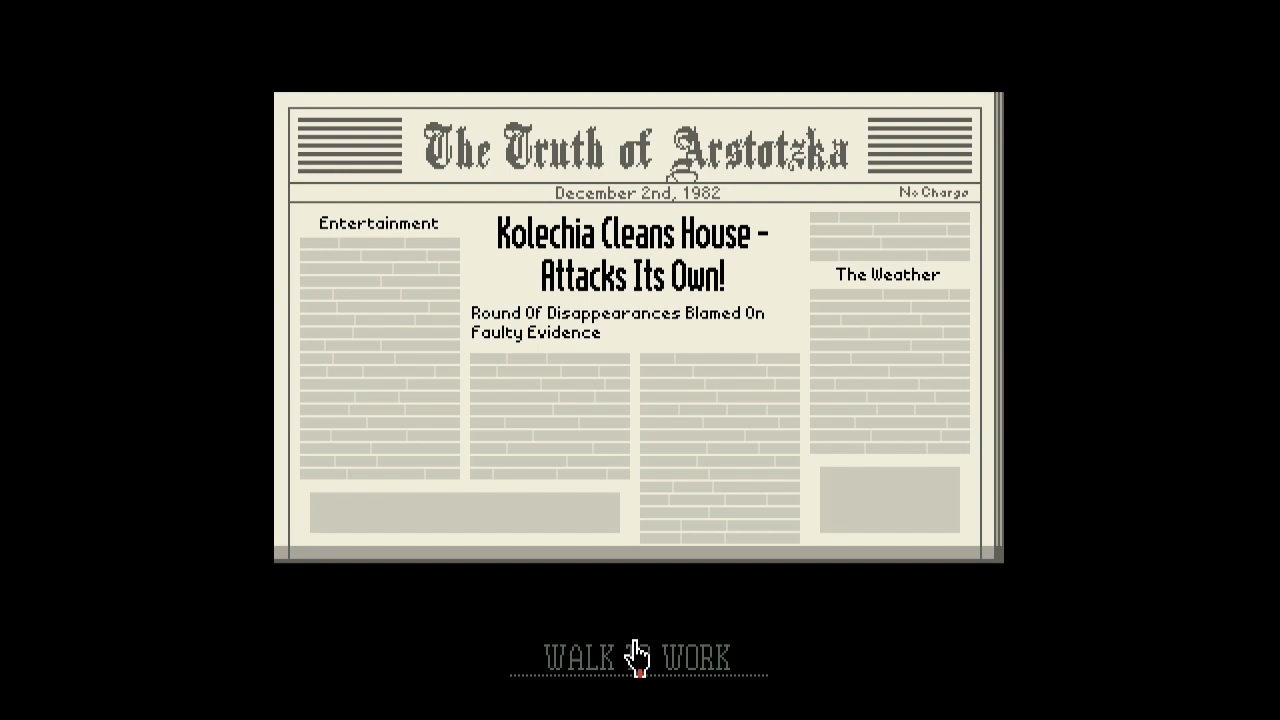 The Truth of Arstotzka
December 2nd, 1982
No Charge
Entertainment
Kolechia Cleans House -
Attacks Its Own!
Round Of Disappearances Blamed On
Faulty Evidence
The Weather
WALK TO WORK